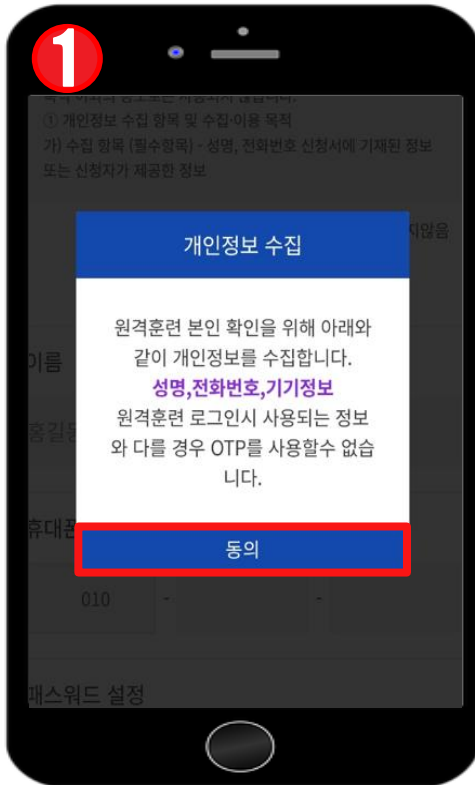 1
① 개인정보 수집 항목 및 수집·이용 목적
가) 수집 항목 (필수항목) - 성명, 전화번호 신청서에 기재된 정보
또는 신청자가 제공한 정보
지않음
개인정보 수집
원격훈련 본인 확인을 위해 아래와
같이 개인정보를 수집합니다.
성명,전화번호,기기정보
원격훈련 로그인시 사용되는 정보
와 다를 경우 OTP를 사용할수 없습
니다.
동의
이름
홍길동
휴대폰
010 - -
패스워드 설정